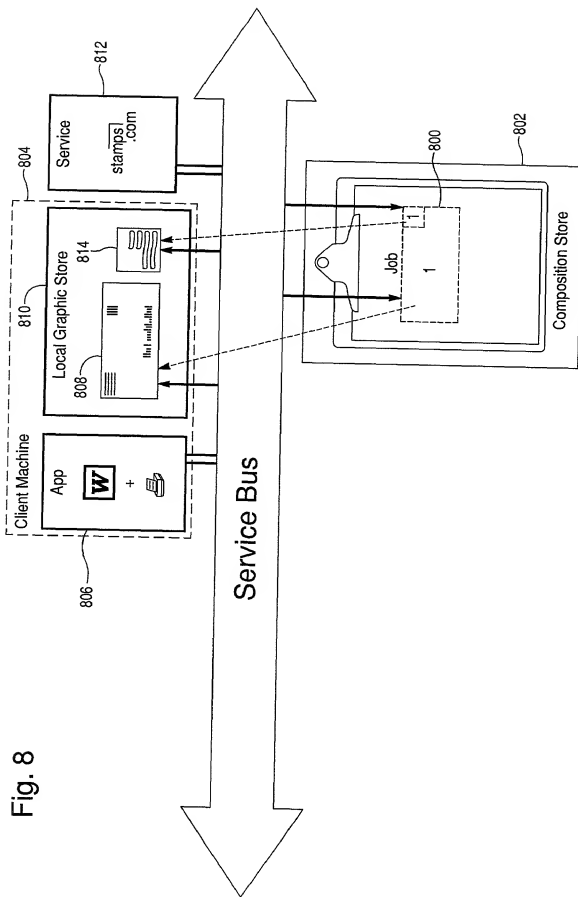 Fig. 8
804
Client Machine
806
App
W
+
810
Local Graphic Store
808
814
812
Service
stamps
.com
Service Bus
Job
1
1
800
802
Composition Store